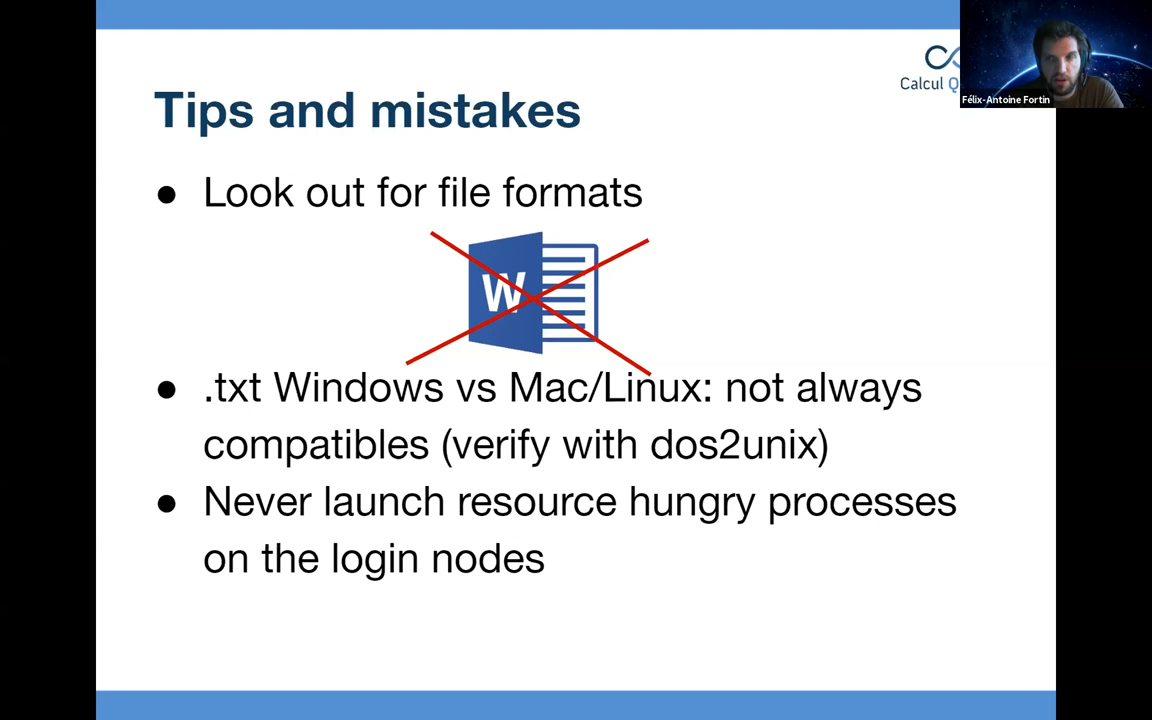 Calcul Q
Félix-Antoine Fortin
Tips and mistakes
● Look out for file formats
W
● .txt Windows vs Mac/Linux: not always
compatibles (verify with dos2unix)
● Never launch resource hungry processes
on the login nodes